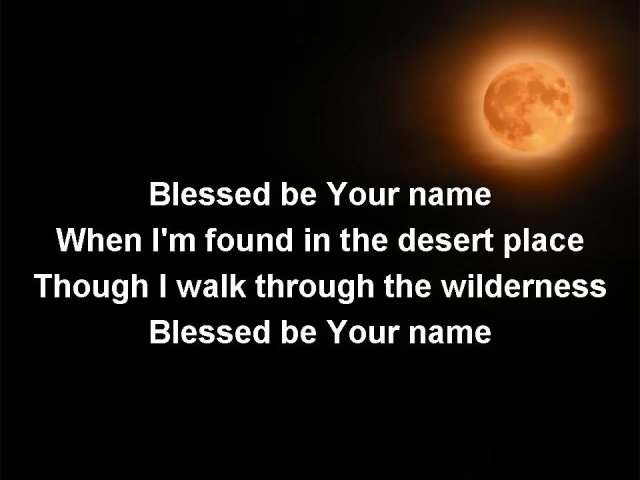 Blessed be Your name
When I'm found in the desert place
Though I walk through the wilderness
Blessed be Your name